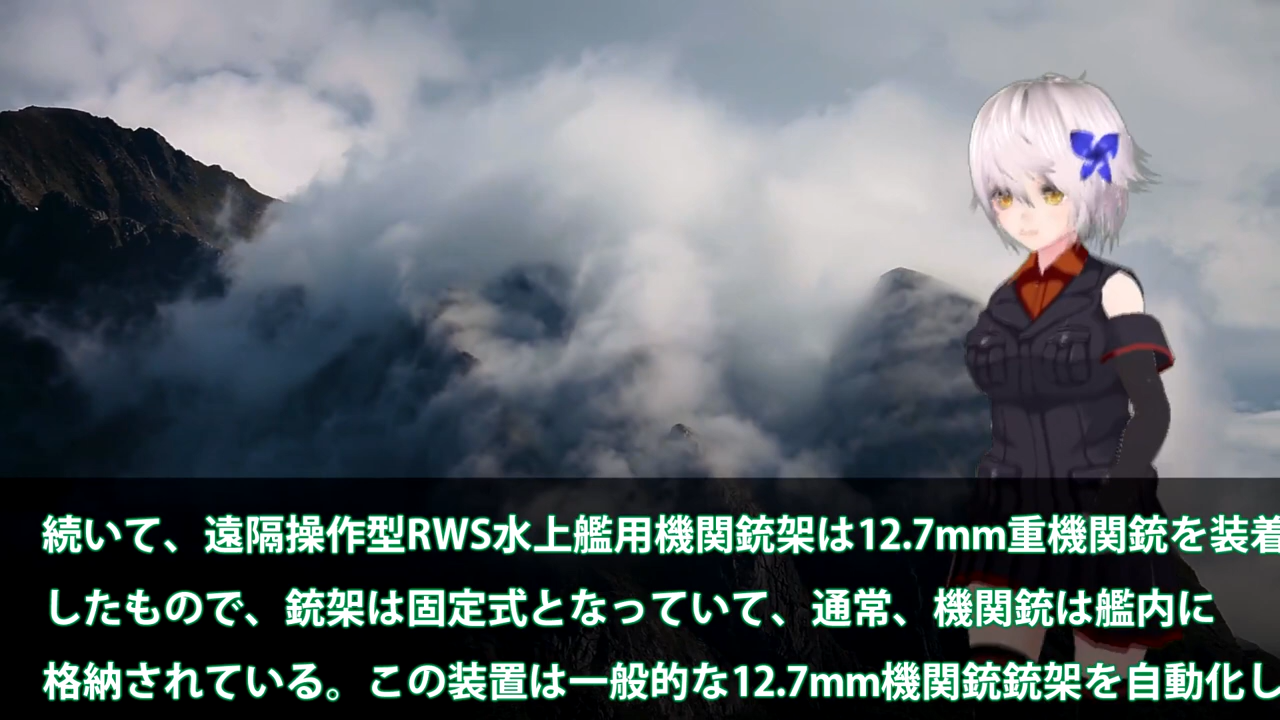 続いて、遠隔操作型RWS水上艦用機関銃架は12.7mm重機関銃を装着
したもので、銃架は固定式となっていて、通常、機関銃は艦内に
格納されている。この装置は一般的な12.7mm機関銃銃架を自動化し